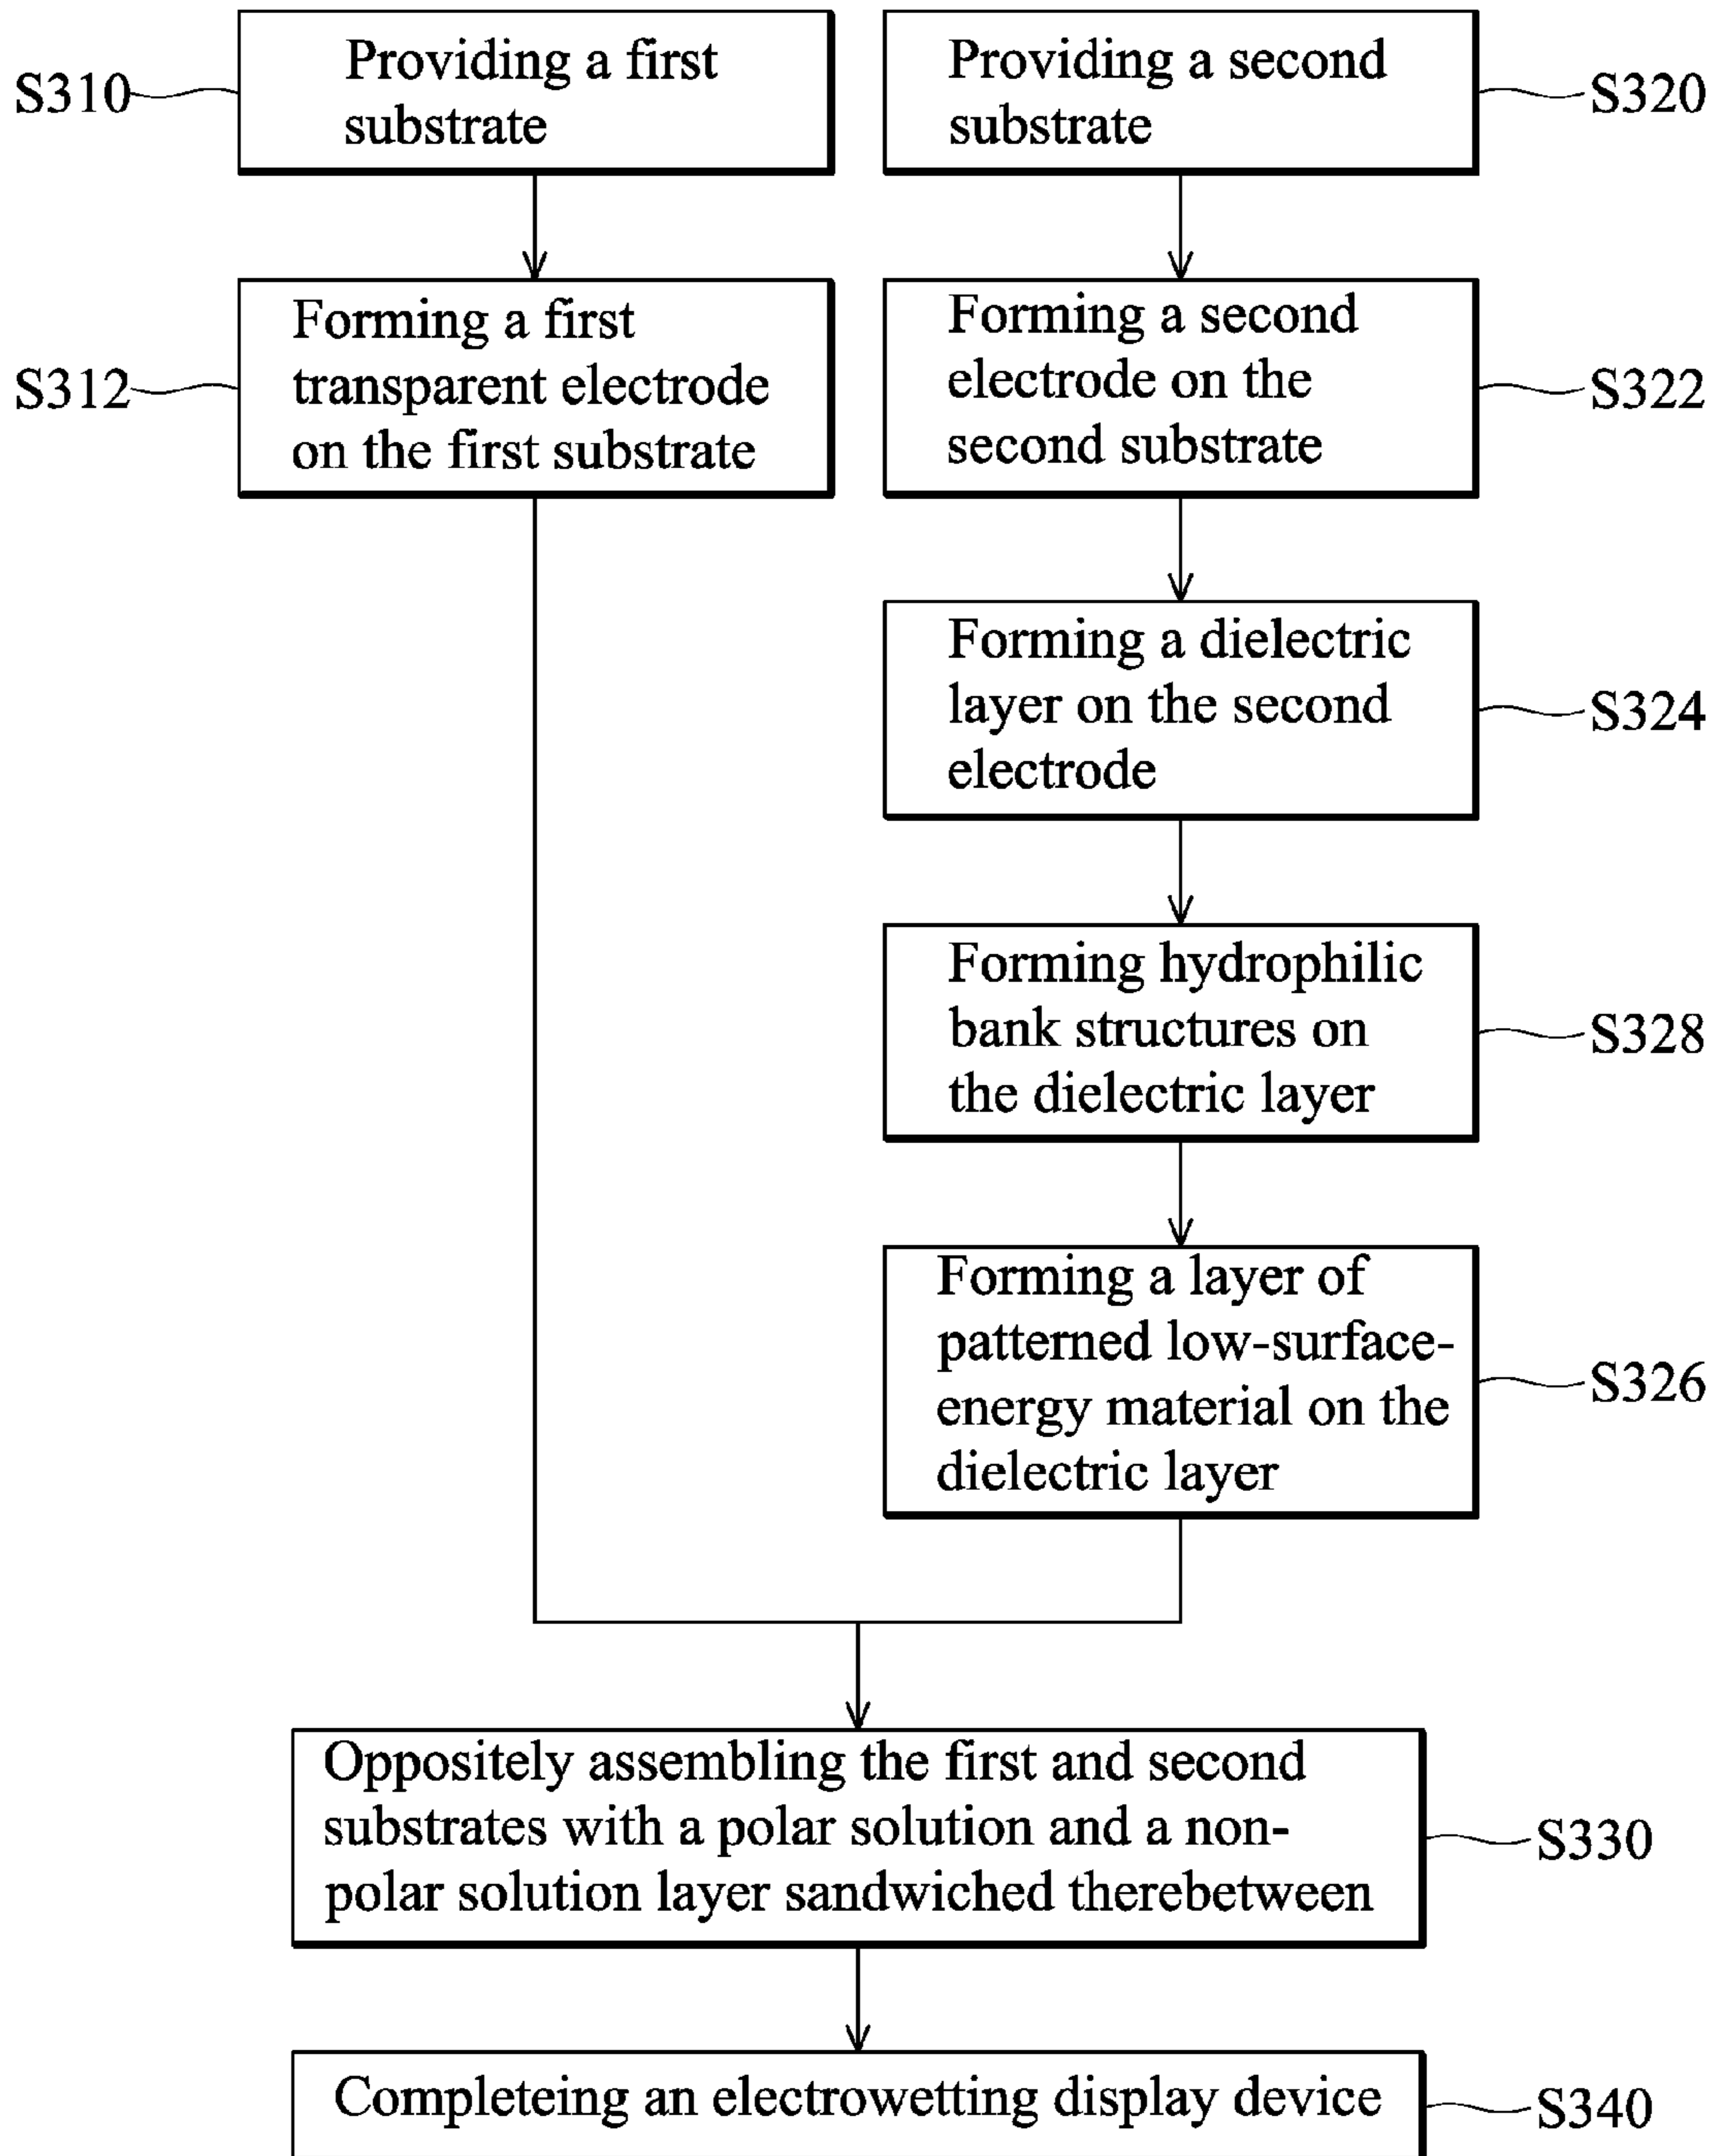 S310
Providing a first
substrate
Providing a second
substrate
S320
S312
Forming a first
transparent electrode
on the first substrate
Forming a second
electrode on the
second substrate
S322
Forming a dielectric
layer on the second
electrode
S324
Forming hydrophilic
bank structures on
the dielectric layer
S328
Forming a layer of
patterned low-surface-
energy material on the
dielectric layer
S326
Oppositely assembling the first and second
substrates with a polar solution and a non-
polar solution layer sandwiched therebetween
S330
Completeing an electrowetting display device
S340